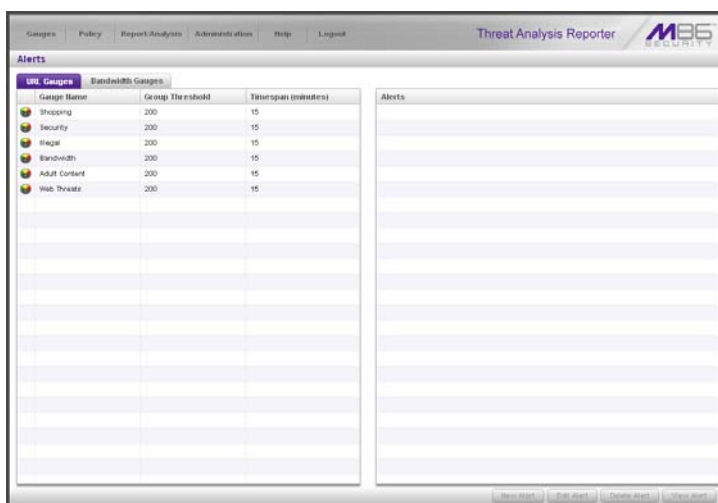 Gauges Policy Report/Analysis Administration Help Logout Threat Analysis Reporter M86 SECURITY
Alerts
URL Gauges Bandwidth Gauges
Gauge Name Group Threshold Timespan (minutes) Alerts
Shopping 200 15
Security 200 15
Illegal 200 15
Bandwidth 200 15
Adult Content 200 15
Web Threats 200 15
New Alert Edit Alert Delete Alert View Alert